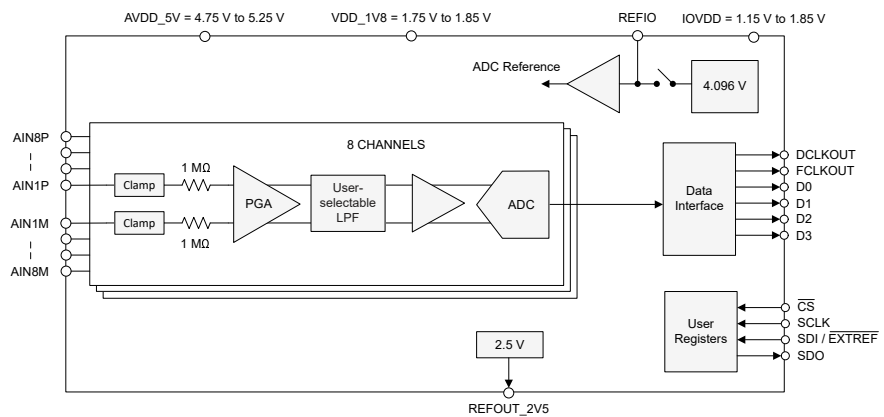 AVDD_5V = 4.75 V to 5.25 V
VDD_1V8 = 1.75 V to 1.85 V
REFIO
IOVDD = 1.15 V to 1.85 V
ADC Reference
4.096 V
8 CHANNELS
AIN8P
AIN1P
AIN1M
AIN8M
Clamp
1 MΩ
Clamp
1 MΩ
PGA
User-
selectable
LPF
ADC
Data
Interface
DCLKOUT
FCLKOUT
D0
D1
D2
D3
User
Registers
CS
SCLK
SDI / EXTREF
SDO
2.5 V
REFOUT_2V5